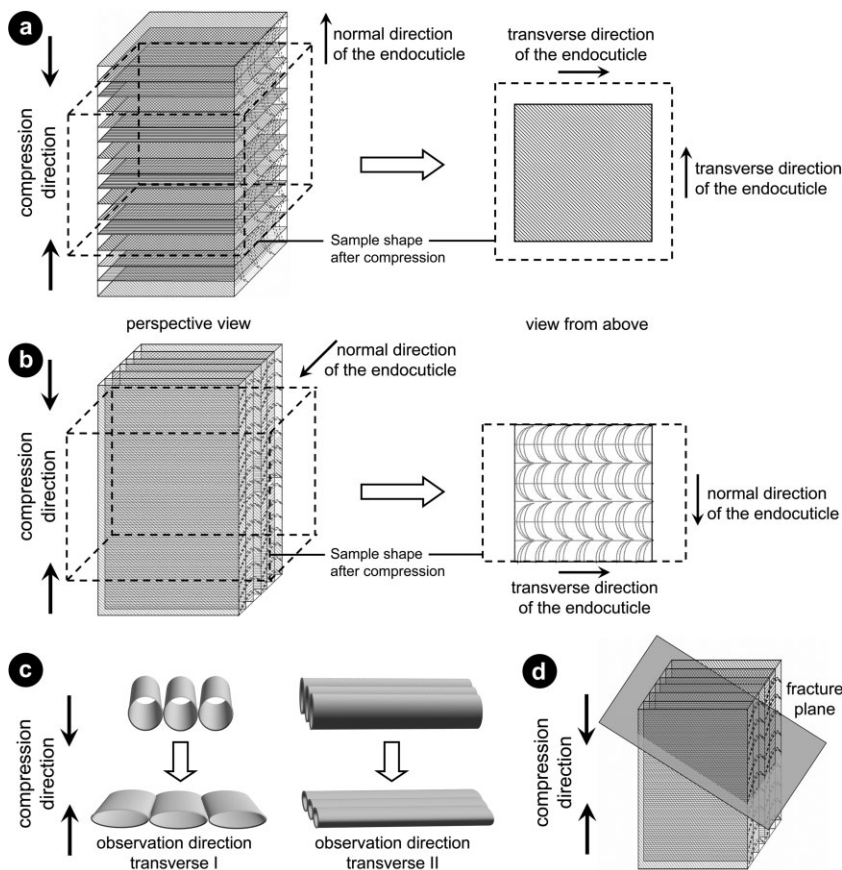 a
normal direction
of the endocuticle
transverse direction
of the endocuticle
compression
direction
transverse direction
of the endocuticle
Sample shape
after compression
perspective view
view from above
b
normal direction
of the endocuticle
compression
direction
normal direction
of the endocuticle
Sample shape
after compression
transverse direction
of the endocuticle
c
compression
direction
observation direction
transverse I
observation direction
transverse II
d
fracture
plane
compression
direction